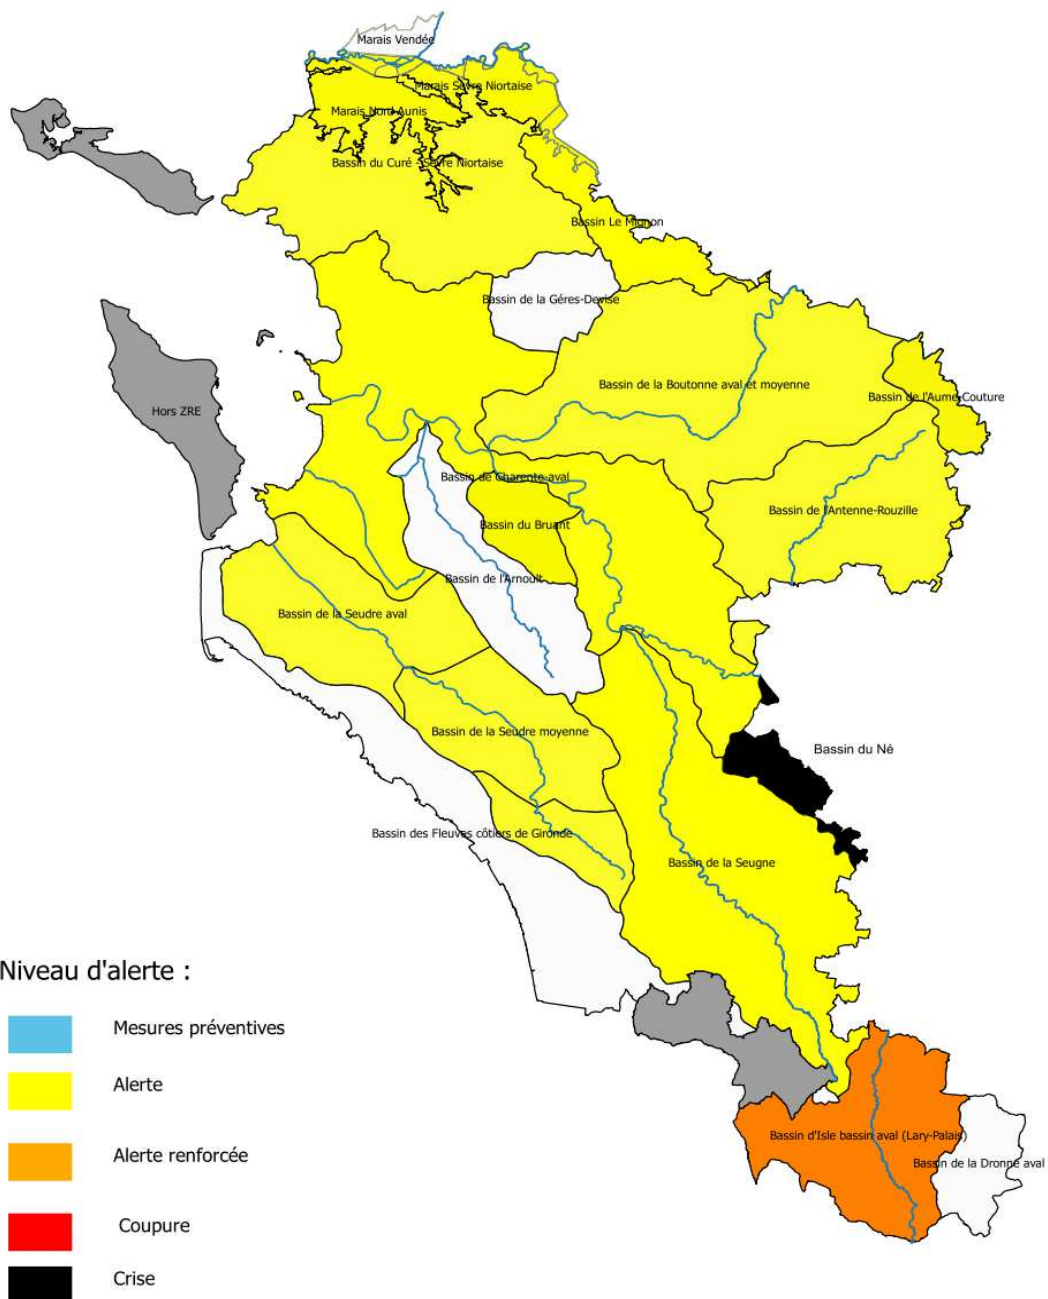 Marais Vendée
Marais Sèvre Niortaise
Marais Nord Aunis
Bassin du Curé - Sèvre Niortaise
Bassin Le Mignon
Bassin de la Géres-Devise
Bassin de la Boutonne aval et moyenne
Bassin de l'Aume-Couture
Hors ZRE
Bassin de Charente aval
Bassin de l'Antenne-Rouzille
Bassin du Bruant
Bassin de l'Arnoult
Bassin de la Seudre aval
Bassin de la Seudre moyenne
Bassin du Né
Bassin des Fleuves côtiers de Gironde
Bassin de la Seugne
Niveau d'alerte :
Mesures préventives
Alerte
Alerte renforcée
Coupure
Crise
Bassin d'Isle bassin aval (Lary-Palais)
Bassin de la Dronne aval